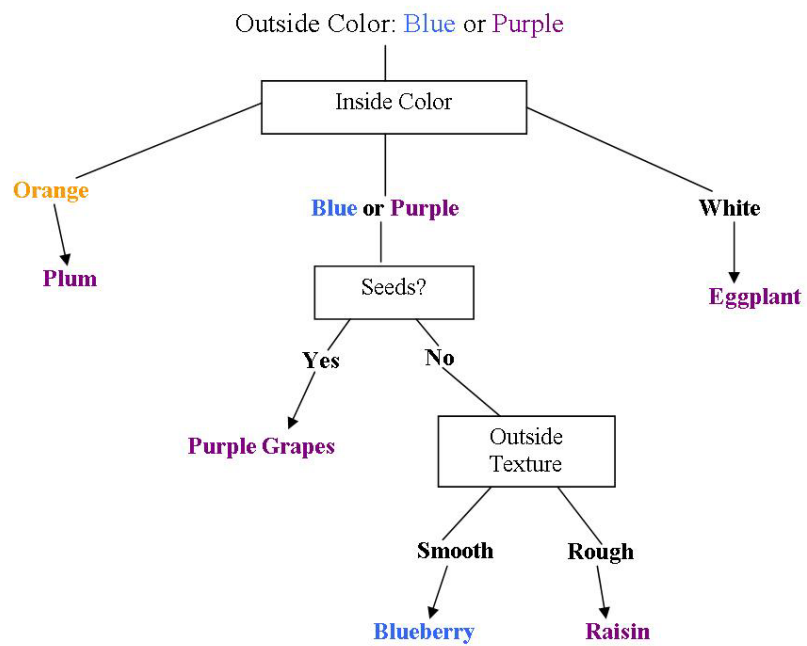 Outside Color: Blue or Purple
Inside Color
Orange
Blue or Purple
White
Plum
Eggplant
Seeds?
Yes
No
Purple Grapes
Outside
Texture
Smooth
Rough
Blueberry
Raisin